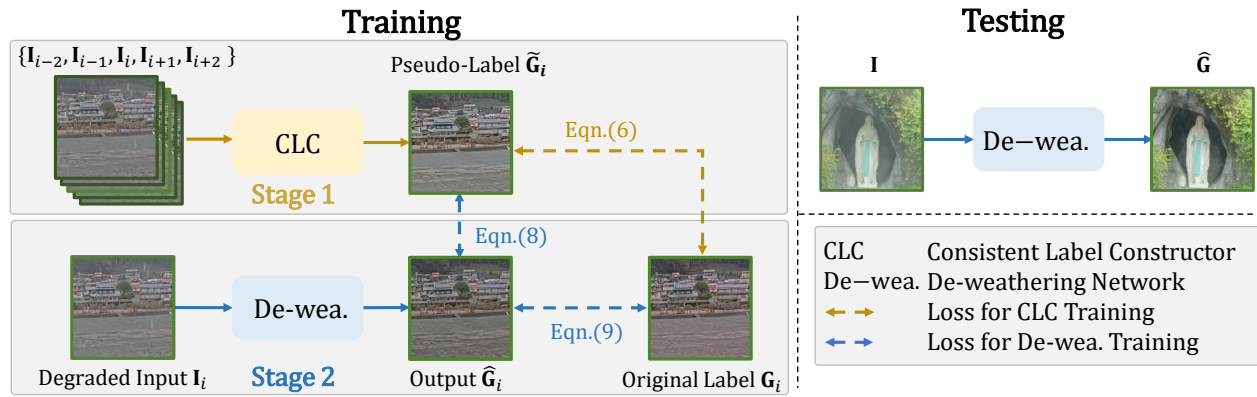 Training
{I_{i-2}, I_{i-1}, I_i, I_{i+1}, I_{i+2} }
Pseudo-Label G̃_i
CLC
Stage 1
Eqn.(6)
Eqn.(8)
De-wea.
Stage 2
Eqn.(9)
Degraded Input I_i
Output Ĝ_i
Original Label G_i
Testing
I
Ĝ
De−wea.
CLC Consistent Label Constructor
De−wea. De-weathering Network
Loss for CLC Training
Loss for De-wea. Training